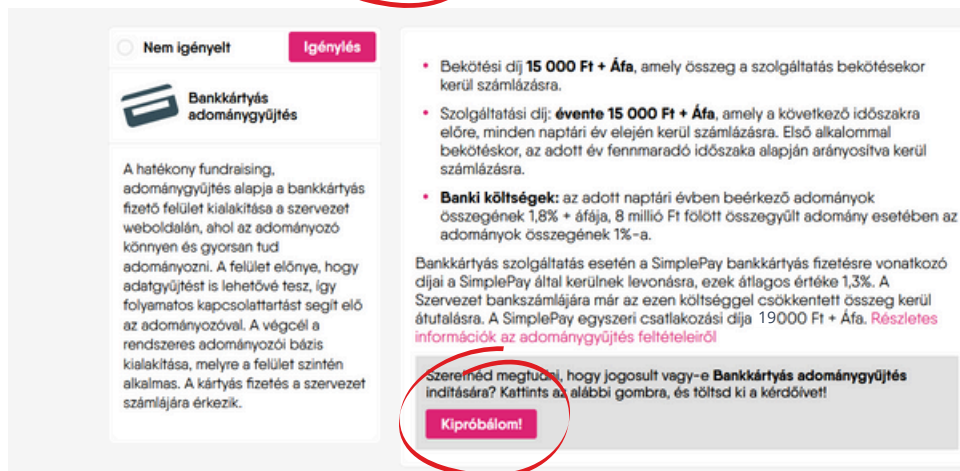 Nem igényelt
Igénylés
Bankkártyás
adománygyűjtés
A hatékony fundraising,
adománygyűjtés alapja a bankkártyás
fizető felület kialakítása a szervezet
weboldalán, ahol az adományozó
könnyen és gyorsan tud
adományozni. A felület előnye, hogy
adatgyűjtést is lehetővé tesz, így
folyamatos kapcsolattartást segít elő
az adományozóval. A végcél a
rendszeres adományozói bázis
kialakítása, melyre a felület szintén
alkalmas. A kártyás fizetés a szervezet
számlájára érkezik.
• Bekötési díj 15 000 Ft + Áfa, amely összeg a szolgáltatás bekötésekor
kerül számlázásra.
• Szolgáltatási díj: évente 15 000 Ft + Áfa, amely a következő időszakra
előre, minden naptári év elején kerül számlázásra. Első alkalommal
bekötéskor, az adott év fennmaradó időszaka alapján arányosítva kerül
számlázásra.
• Banki költségek: az adott naptári évben beérkező adományok
összegének 1,8% + áfája, 8 millió Ft fölött összegyűlt adomány esetében az
adományok összegének 1%-a.
Bankkártyás szolgáltatás esetén a SimplePay bankkártyás fizetésre vonatkozó
díjai a SimplePay által kerülnek levonásra, ezek átlagos értéke 1,3%. A
Szervezet bankszámlájára már az ezen költséggel csökkentett összeg kerül
átutalásra. A SimplePay egyszeri csatlakozási díja 19000 Ft + Áfa. Részletes
információk az adománygyűjtés feltételeiről
Szeretnéd megtudni, hogy jogosult vagy-e Bankkártyás adománygyűjtés
indítására? Kattints az alábbi gombra, és töltsd ki a kérdőívet!
Kipróbálom!